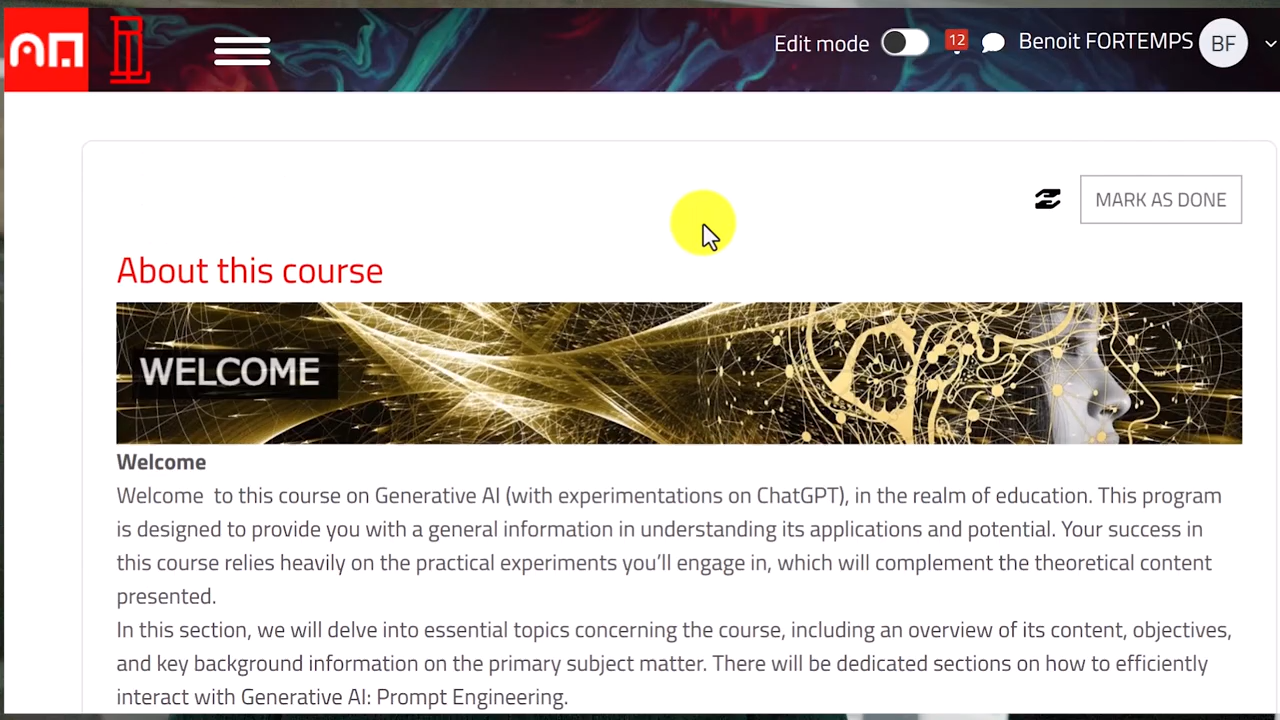 Edit mode
12
Benoit FORTEMPS
BF
MARK AS DONE
About this course
WELCOME
Welcome
Welcome  to this course on Generative AI (with experimentations on ChatGPT), in the realm of education. This program
is designed to provide you with a general information in understanding its applications and potential. Your success in
this course relies heavily on the practical experiments you’ll engage in, which will complement the theoretical content
presented.
In this section, we will delve into essential topics concerning the course, including an overview of its content, objectives,
and key background information on the primary subject matter. There will be dedicated sections on how to efficiently
interact with Generative AI: Prompt Engineering.